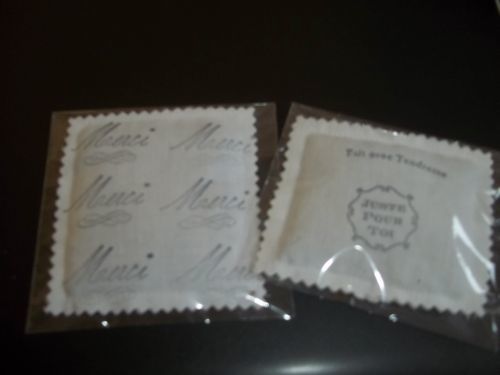 Merci Merci
Merci Merci
Merci Merci
Fait avec Tendresse
JUSTE
POUR
TOI